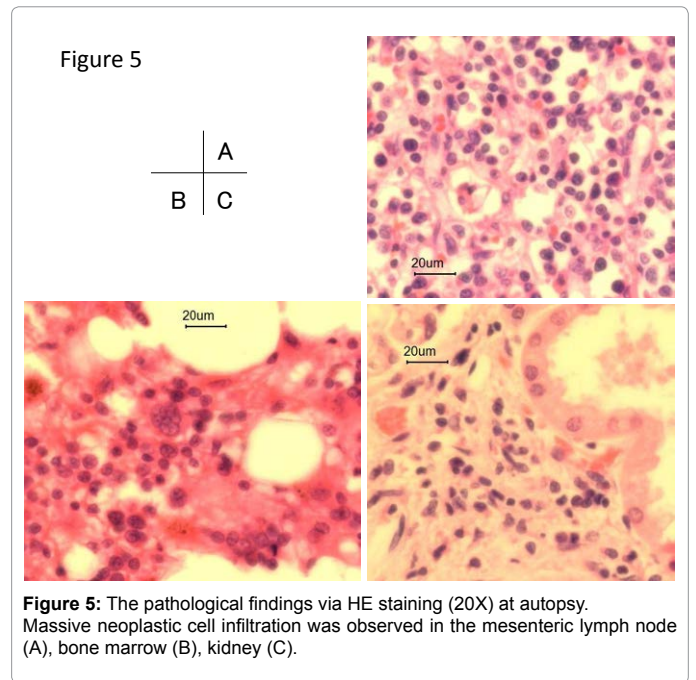 Figure 5
A
B C
20um
20um
20um
Figure 5: The pathological findings via HE staining (20X) at autopsy.
Massive neoplastic cell infiltration was observed in the mesenteric lymph node
(A), bone marrow (B), kidney (C).